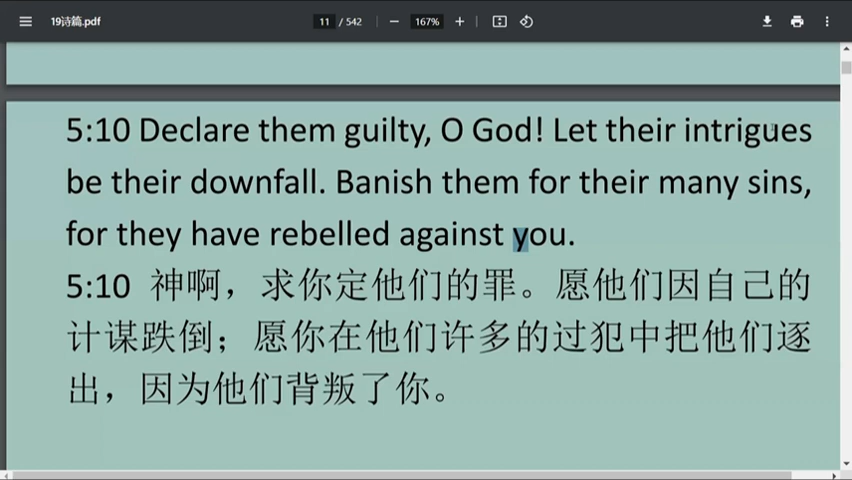 19诗篇.pdf
11 / 542
167%
5:10 Declare them guilty, O God! Let their intrigues
be their downfall. Banish them for their many sins,
for they have rebelled against you.
5:10 神啊，求你定他们的罪。愿他们因自己的
计谋跌倒；愿你在他们许多的过犯中把他们逐
出，因为他们背叛了你。